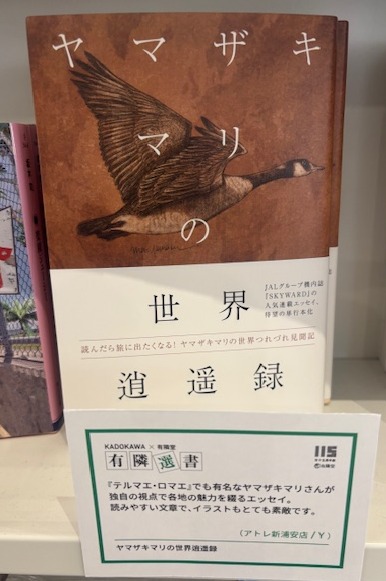 ヤマザキ
マリ
の
世界
逍遥録
JALグループ機内誌
『SKYWARD』の
人気連載エッセイ、
待望の単行本化
読んだら旅に出たくなる! ヤマザキマリの世界つれづれ見聞記
KADOKAWA × 有隣堂
有隣選書
115
有隣堂
『テルマエ・ロマエ』でも有名なヤマザキマリさんが
独自の視点で各地の魅力を綴るエッセイ。
読みやすい文章で、イラストもとても素敵です。
(アトレ新浦安店/Y)
ヤマザキマリの世界逍遥録